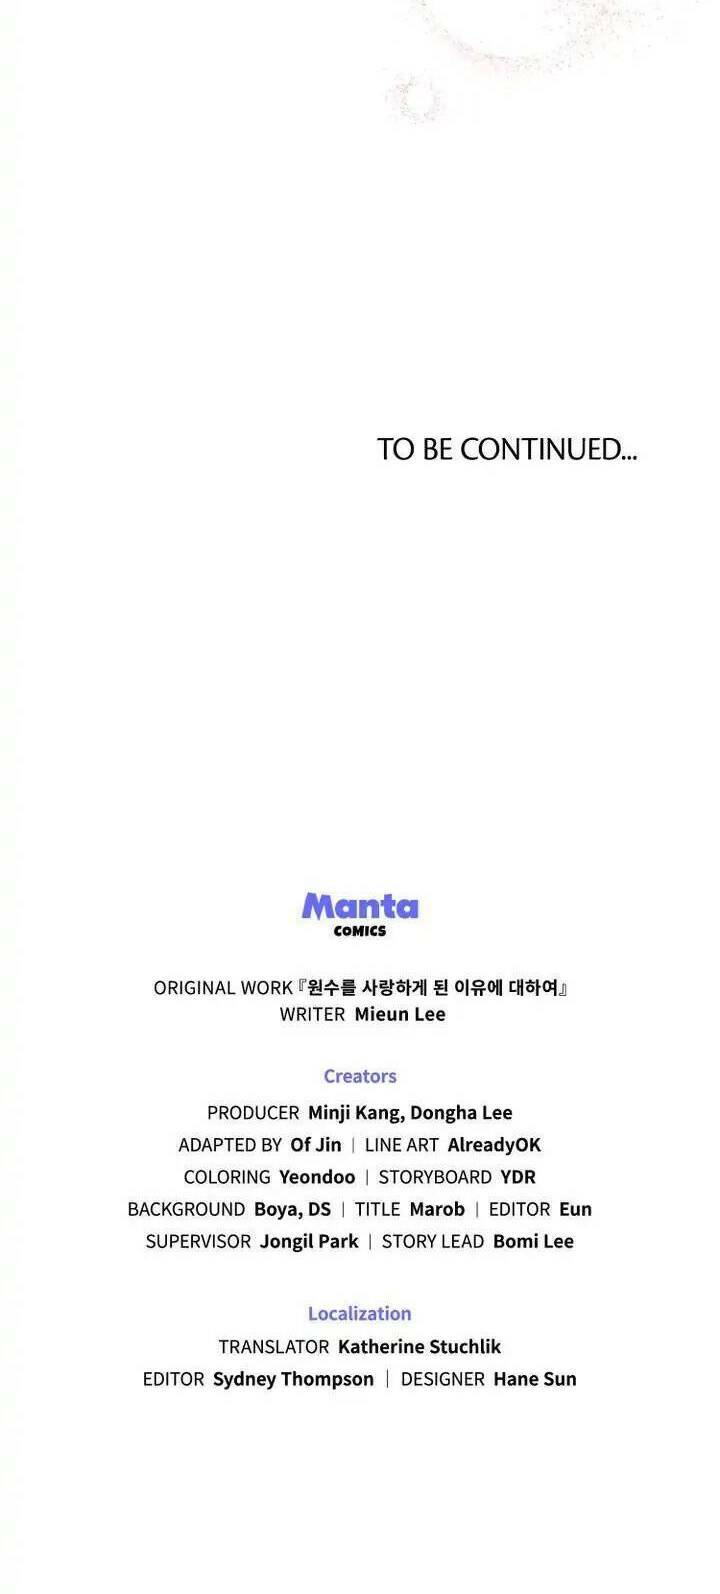 TO BE CONTINUED...
Manta
COMICS
ORIGINAL WORK『원수를 사랑하게 된 이유에 대하여』
WRITER Mieun Lee
Creators
PRODUCER Minji Kang, Dongha Lee
ADAPTED BY Of Jin | LINE ART AlreadyOK
COLORING Yeondoo | STORYBOARD YDR
BACKGROUND Boya, DS | TITLE Marob | EDITOR Eun
SUPERVISOR Jongil Park | STORY LEAD Bomi Lee
Localization
TRANSLATOR Katherine Stuchlik
EDITOR Sydney Thompson | DESIGNER Hane Sun